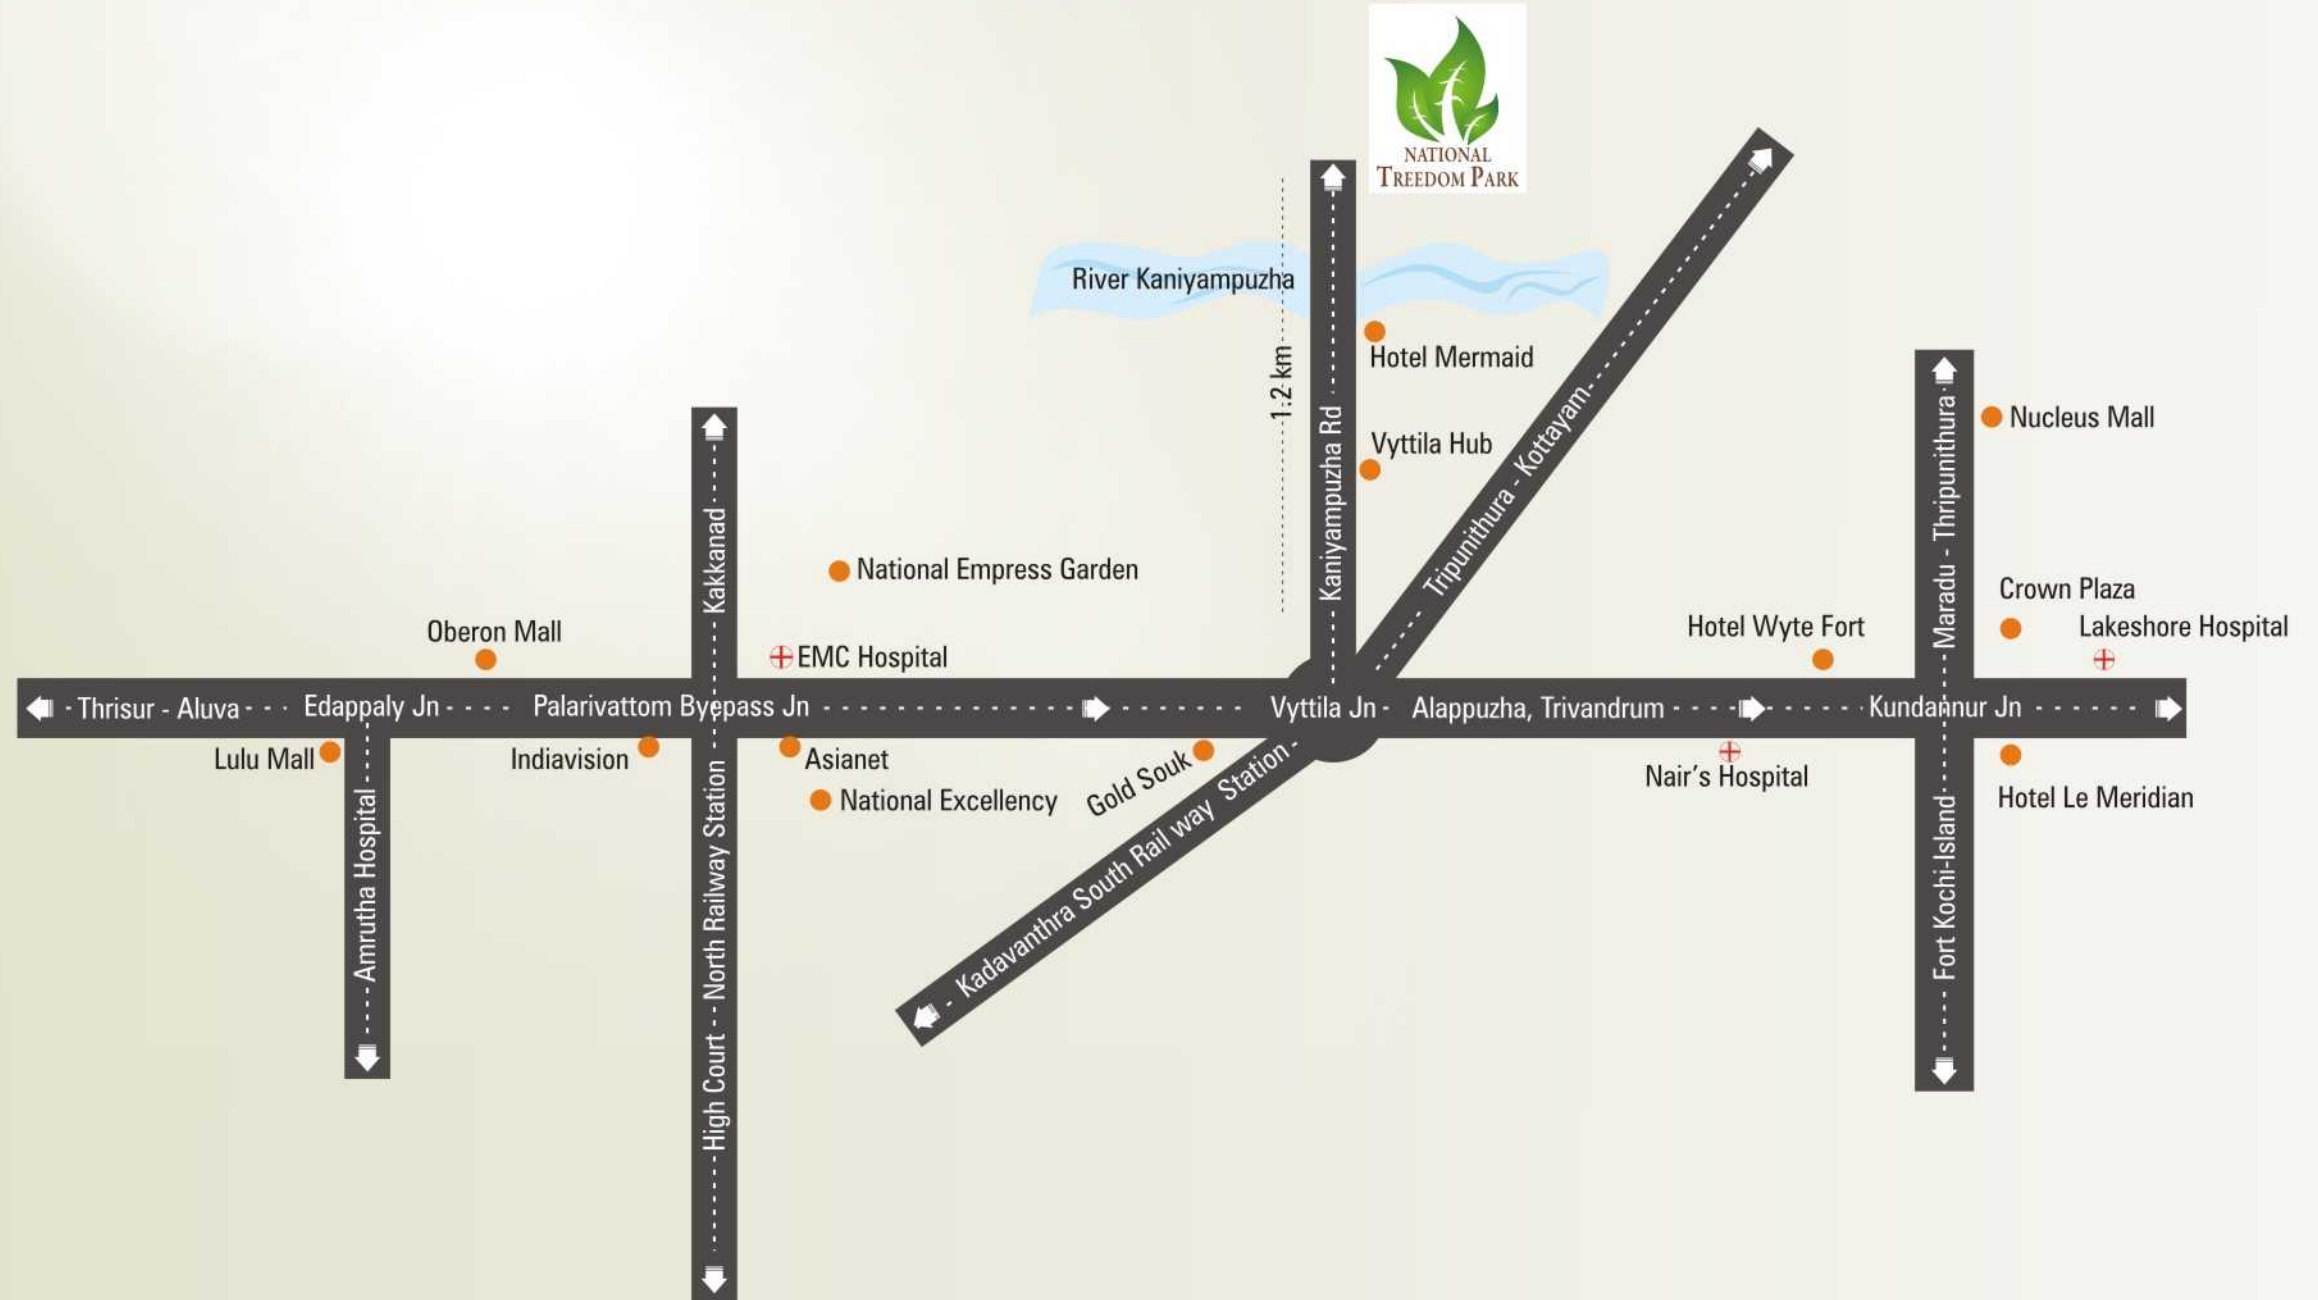 NATIONAL
TREEDOM PARK
River Kaniyampuzha
1.2 km
Hotel Mermaid
Vyttila Hub
Kaniyampuzha Rd
Tripunithura - Kottayam
Nucleus Mall
Maradu - Thripunithura
Kakkanad
National Empress Garden
Crown Plaza
Oberon Mall
Hotel Wyte Fort
Lakeshore Hospital
EMC Hospital
Thrisur - Aluva
Edappaly Jn
Palarivattom Byepass Jn
Vyttila Jn
Alappuzha, Trivandrum
Kundannur Jn
Lulu Mall
Indiavision
Asianet
Gold Souk
Nair's Hospital
National Excellency
Hotel Le Meridian
Amrutha Hospital
High Court - North Railway Station
Kadavanthra South Rail way Station
Fort Kochi-Island